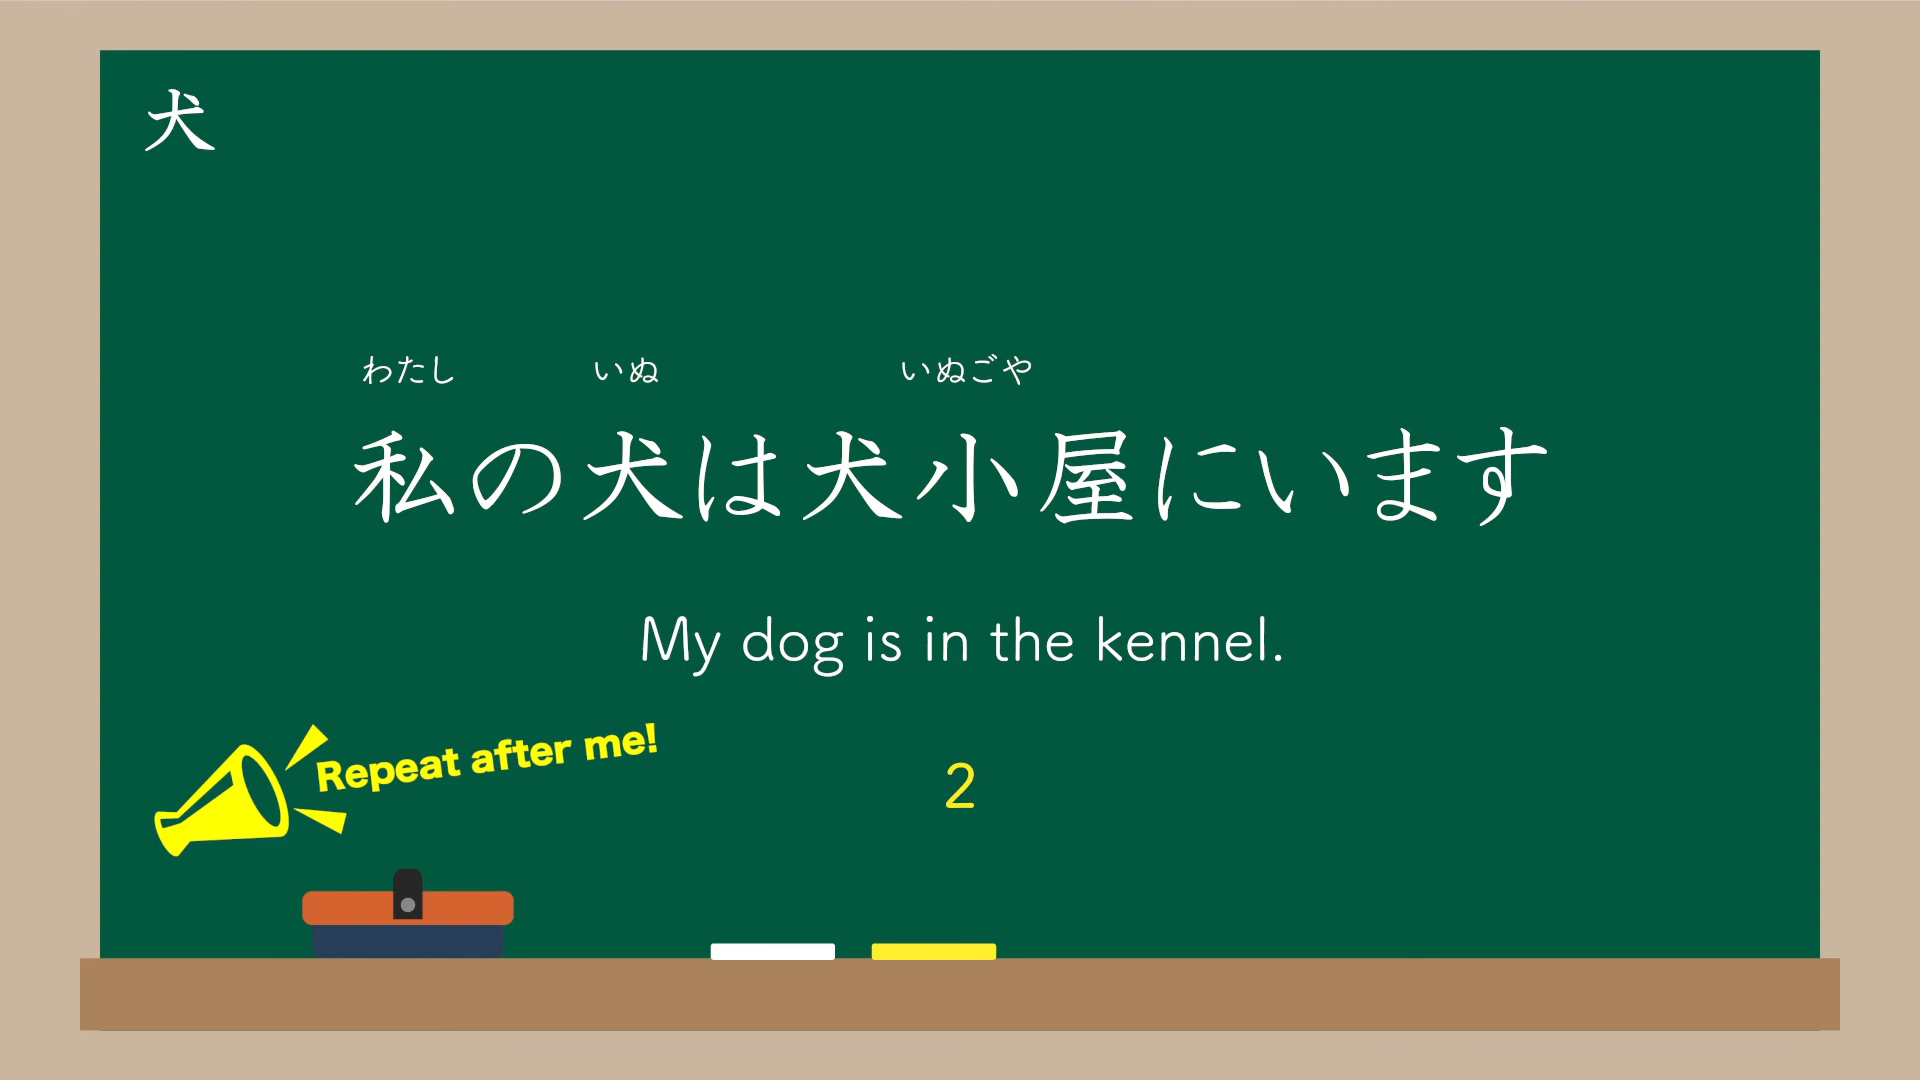 犬
わたし いぬ いぬごや
私の犬は犬小屋にいます
My dog is in the kennel.
Repeat after me!
2